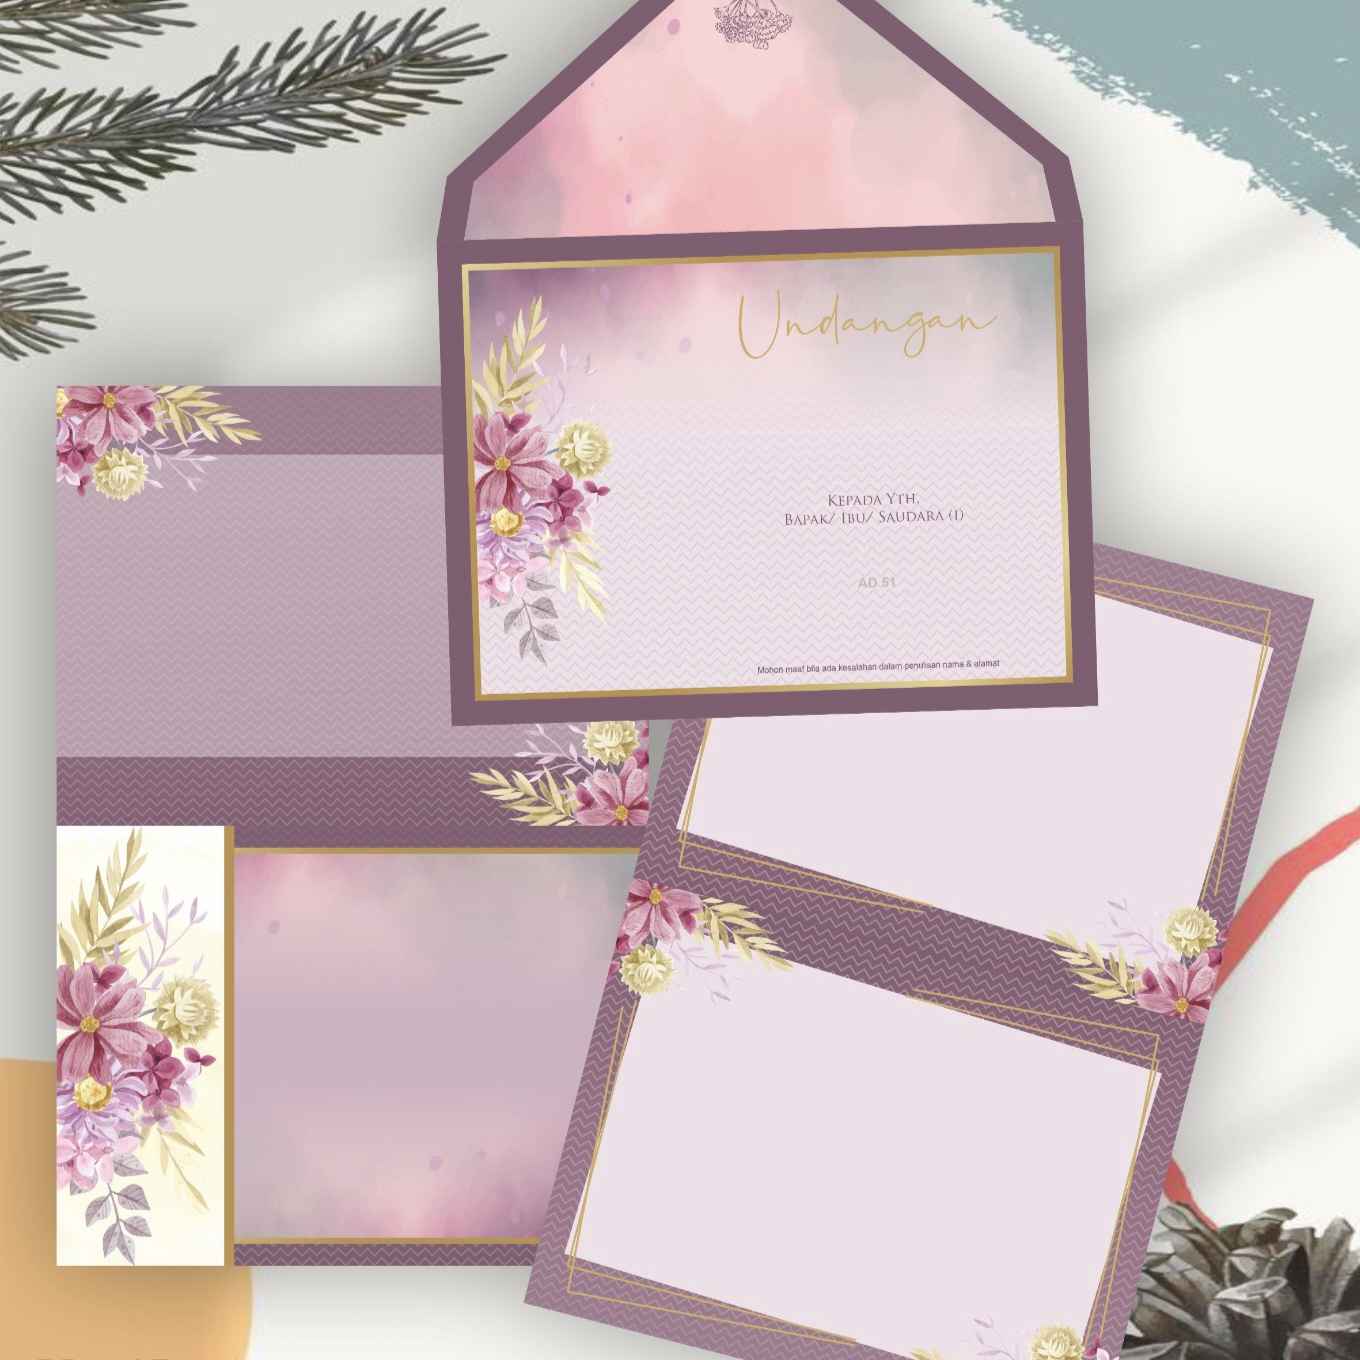 Undangan
Kepada Yth,
Bapak/ Ibu/ Saudara (i)
AD.51
Mohon maaf bila ada kesalahan dalam penulisan nama & alamat